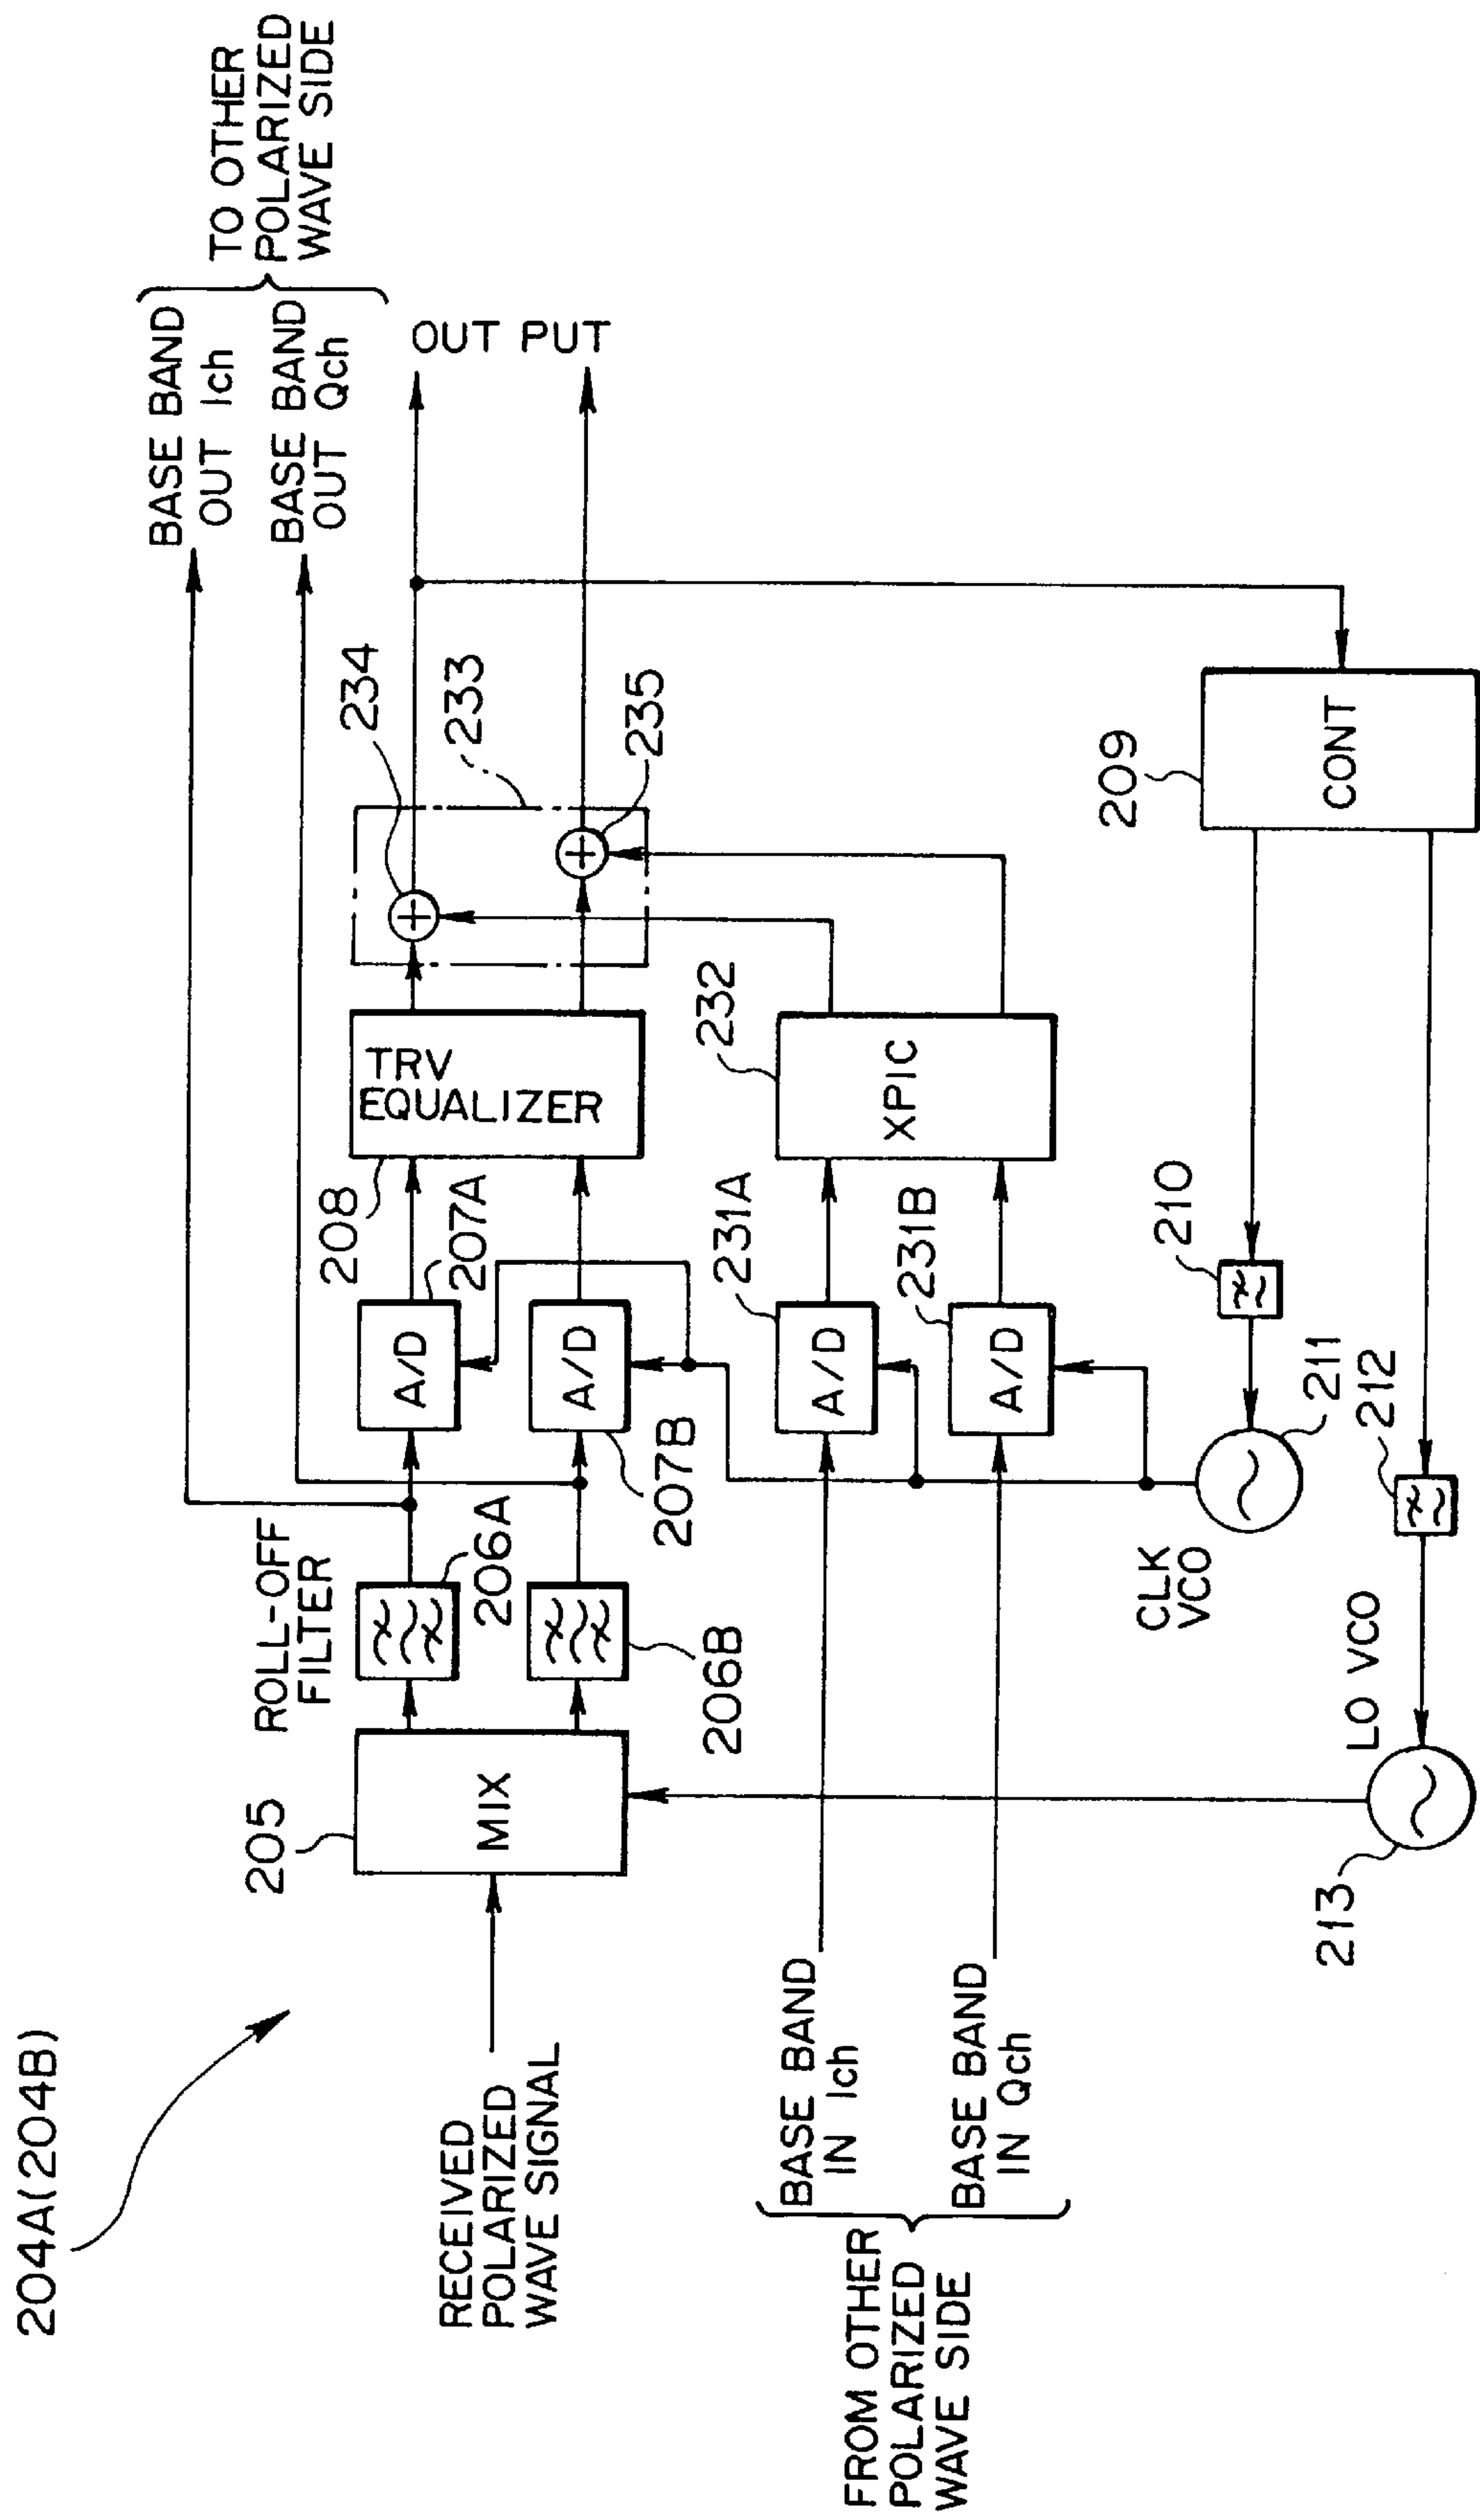 204A(204B)
TO OTHER
POLARIZED
WAVE SIDE
BASE BAND
OUT Ich
BASE BAND
OUT Qch
OUT PUT
RECEIVED
POLARIZED
WAVE SIGNAL
205
MIX
ROLL-OFF
FILTER
206A
206B
A/D
207A
A/D
207B
208
TRV
EQUALIZER
234
233
235
FROM OTHER
POLARIZED
WAVE SIDE
BASE BAND
IN Ich
BASE BAND
IN Qch
A/D
231A
A/D
231B
232
XPIC
209
CONT
210
211
CLK
VCO
212
LO VCO
213